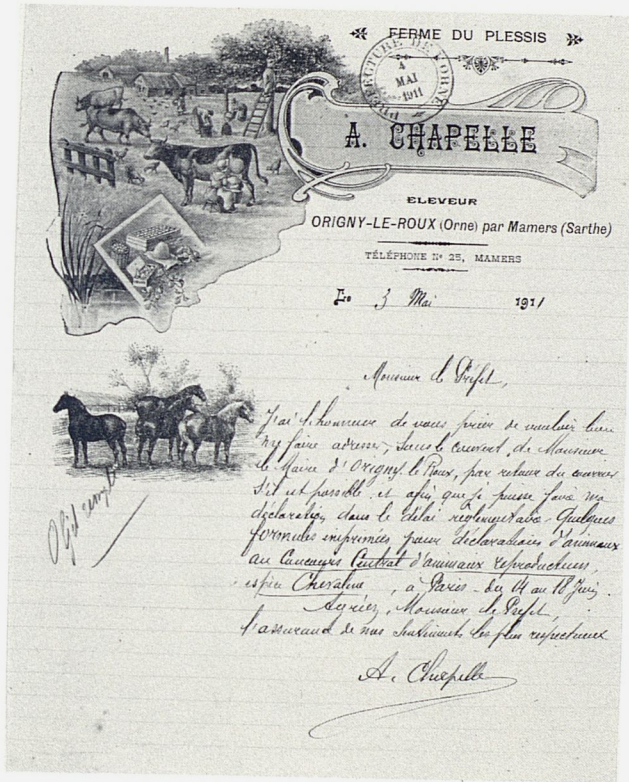 FERME DU PLESSIS
PRÉFECTURE DE L'ORNE
4
MAI
1911
A. CHAPELLE
ELEVEUR
ORIGNY-LE-ROUX (Orne) par Mamers (Sarthe)
TÉLÉPHONE N° 25, MAMERS
Le 3 Mai 1911
Monsieur le Préfet,
J'ai l'honneur de vous prier de vouloir bien
m'y faire adresser, sous le couvert, de Monsieur
le Maire d'Origny le Roux, par retour du courrier
s'il est possible et afin que je puisse faire ma
déclaration dans le délai réglementaire. Quelques
formules imprimées pour déclarations d'animaux
au Concours Central d'animaux reproducteurs,
espèce Chevaline, à Paris - du 14 au 18 Juin.
Agréez, Monsieur le Préfet,
l'assurance de nos sentiments les plus respectueux
A. Chapelle